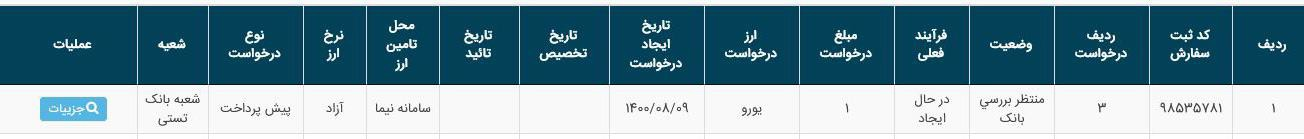 ردیف
کد ثبت
سفارش
ردیف
درخواست
وضعیت
فرآیند
فعلی
مبلغ
درخواست
ارز
درخواست
تاریخ
ایجاد
درخواست
تاریخ
تخصیص
تاریخ
تائید
محل
تامین
ارز
نرخ
ارز
نوع
درخواست
شعبه
عملیات
۱
۹۸۵۳۵۷۸۱
۳
منتظر بررسي
بانک
در حال
ایجاد
۱
یورو
۱۴۰۰/۰۸/۰۹
سامانه نیما
آزاد
پیش پرداخت
شعبه بانک
تستی
جزییات